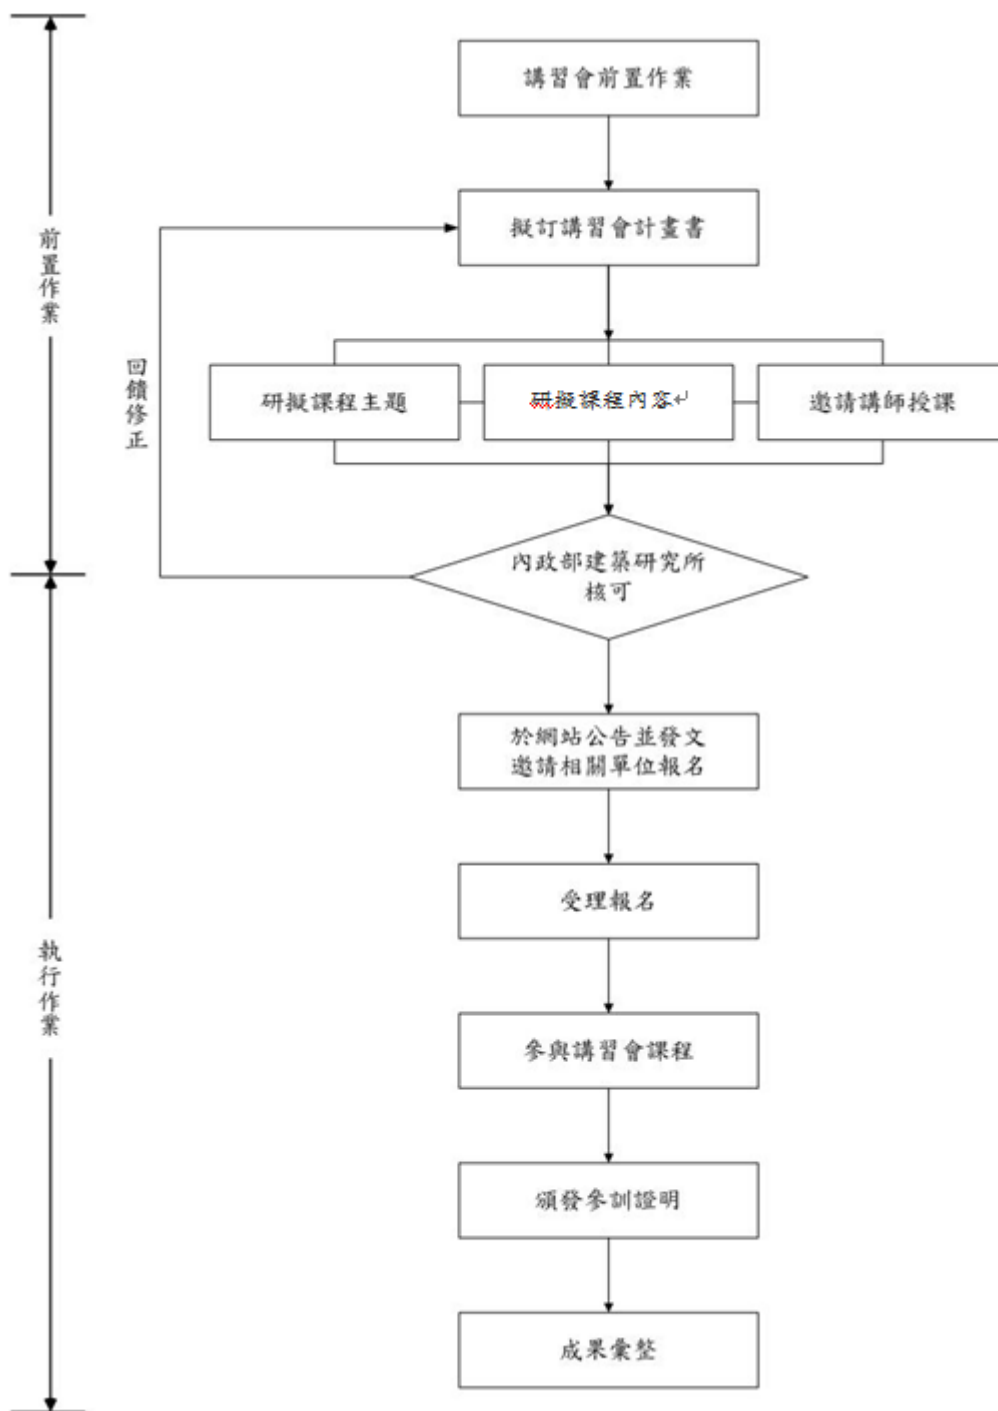 講習會前置作業
擬訂講習會計畫書
前置作業
回饋修正
研擬課程主題
研擬課程內容↵
邀請講師授課
內政部建築研究所
核可
於網站公告並發文
邀請相關單位報名
受理報名
執行作業
參與講習會課程
頒發參訓證明
成果彙整